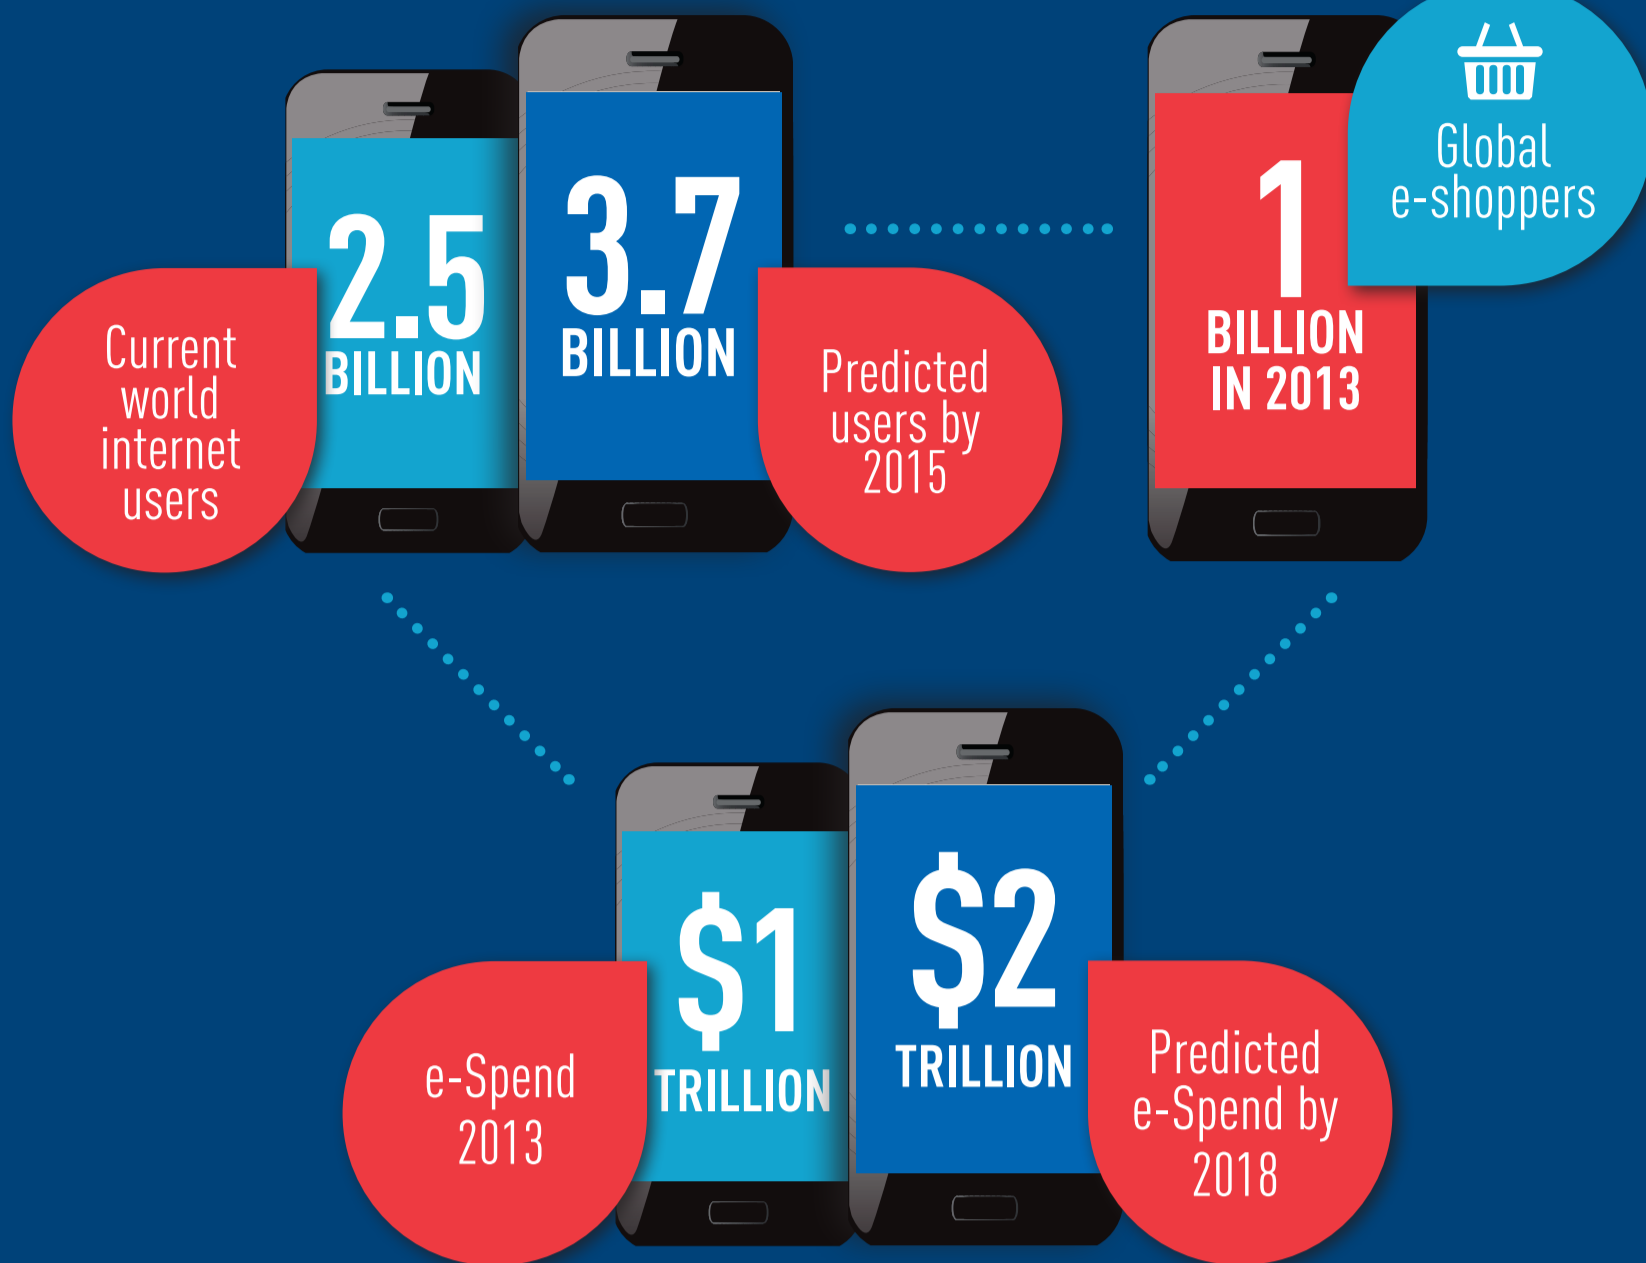 Current
world
internet
users
2.5
BILLION
3.7
BILLION
Predicted
users by
2015
1
BILLION
IN 2013
Global
e-shoppers
e-Spend
2013
$1
TRILLION
$2
TRILLION
Predicted
e-Spend by
2018